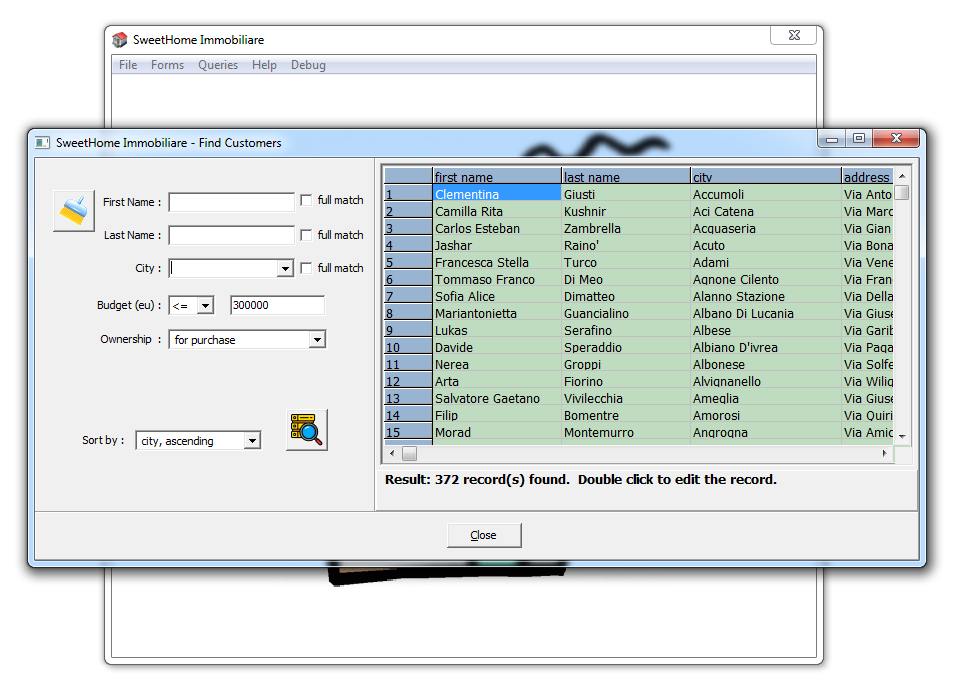 SweetHome Immobiliare
File Forms Queries Help Debug
SweetHome Immobiliare - Find Customers
First Name : full match
Last Name : full match
City : full match
Budget (eu) : <= 300000
Ownership : for purchase
Sort by : city, ascending
first name last name city address
1 Clementina Giusti Accumoli Via Anto
2 Camilla Rita Kushnir Aci Catena Via Marc
3 Carlos Esteban Zambrella Acquaseria Via Gian
4 Jashar Raino' Acuto Via Bona
5 Francesca Stella Turco Adami Via Vene
6 Tommaso Franco Di Meo Agnone Cilento Via Fran
7 Sofia Alice Dimatteo Alanno Stazione Via Della
8 Mariantonietta Guancialino Albano Di Lucania Via Giuse
9 Lukas Serafino Albese Via Garib
10 Davide Speraddio Albiano D'ivrea Via Paga
11 Nerea Groppi Albonese Via Solfe
12 Arta Fiorino Alvignanello Via Wilig
13 Salvatore Gaetano Vivilecchia Ameglia Via Giuse
14 Filip Bomentre Amorosi Via Quiri
15 Morad Montemurro Angrogna Via Amic
Result: 372 record(s) found. Double click to edit the record.
Close